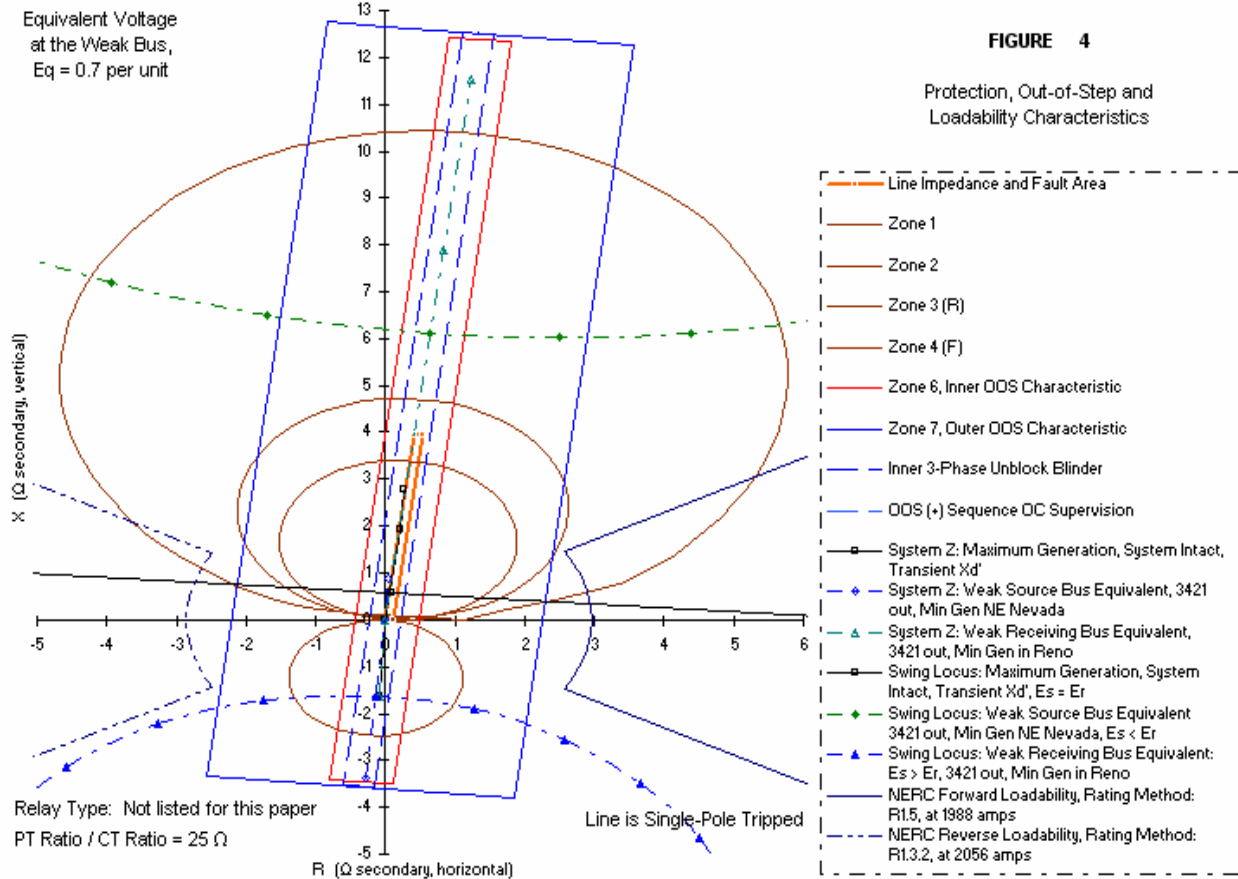 Equivalent Voltage
at the Weak Bus,
Eq = 0.7 per unit
FIGURE 4
Protection, Out-of-Step and
Loadability Characteristics
13
12
11
10
9
8
7
6
5
4
3
2
1
0
-1
-2
-3
-4
-5
-5 -4 -3 -2 -1 0 1 2 3 4 5 6
X (Ω secondary, vertical)
R (Ω secondary, horizontal)
Relay Type: Not listed for this paper
PT Ratio / CT Ratio = 25 Ω
Line is Single-Pole Tripped
Line Impedance and Fault Area
Zone 1
Zone 2
Zone 3 (R)
Zone 4 (F)
Zone 6, Inner OOS Characteristic
Zone 7, Outer OOS Characteristic
Inner 3-Phase Unblock Blinder
OOS (+) Sequence OC Supervision
System Z: Maximum Generation, System Intact,
Transient Xd'
System Z: Weak Source Bus Equivalent, 3421
out, Min Gen NE Nevada
System Z: Weak Receiving Bus Equivalent,
3421 out, Min Gen in Reno
Swing Locus: Maximum Generation, System
Intact, Transient Xd', Es = Er
Swing Locus: Weak Source Bus Equivalent
3421 out, Min Gen NE Nevada, Es < Er
Swing Locus: Weak Receiving Bus Equivalent:
Es > Er, 3421 out, Min Gen in Reno
NERC Forward Loadability, Rating Method:
R1.5, at 1988 amps
NERC Reverse Loadability, Rating Method:
R1.3.2, at 2056 amps